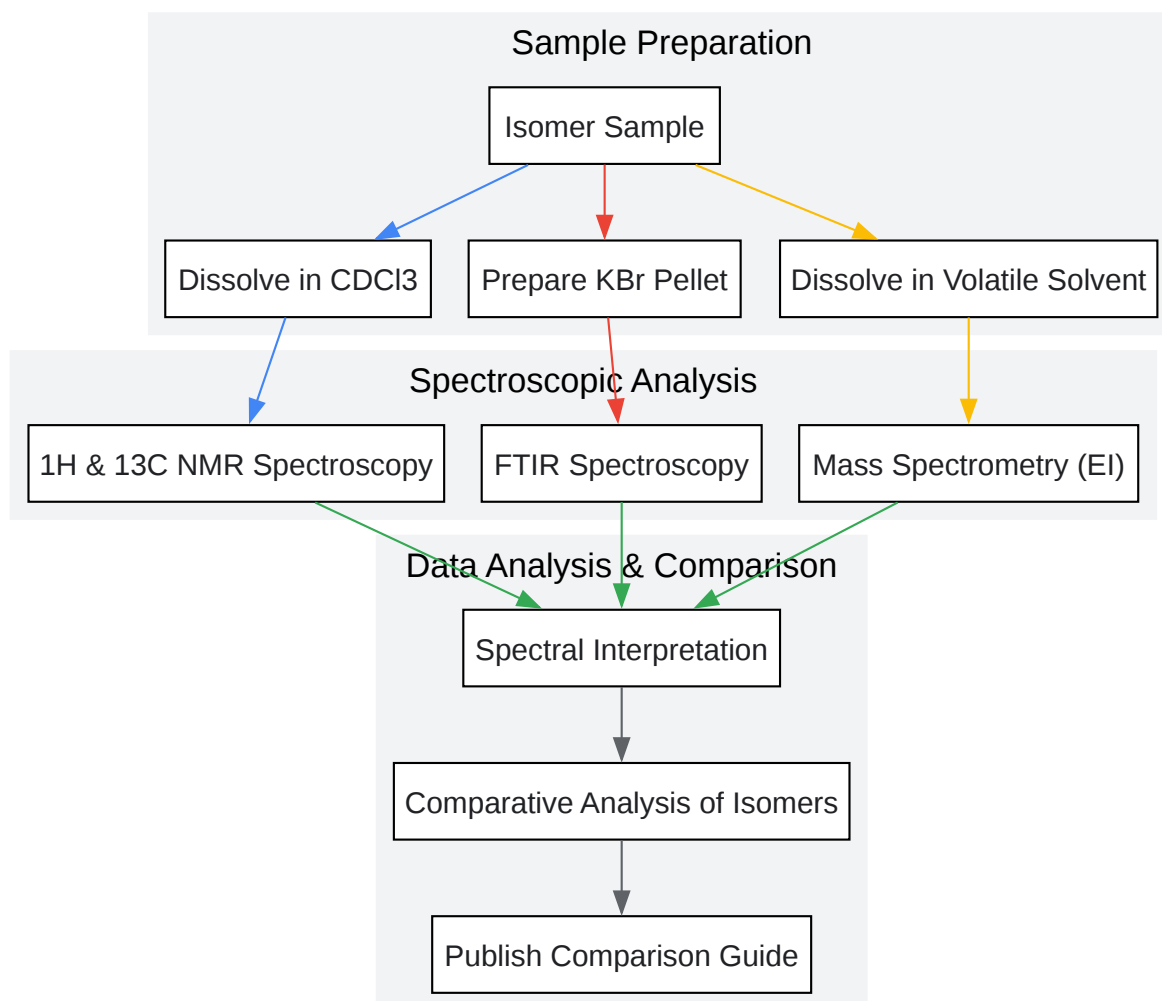 Sample Preparation
Isomer Sample
Dissolve in CDCl3
Prepare KBr Pellet
Dissolve in Volatile Solvent
Spectroscopic Analysis
1H & 13C NMR Spectroscopy
FTIR Spectroscopy
Mass Spectrometry (EI)
Data Analysis & Comparison
Spectral Interpretation
Comparative Analysis of Isomers
Publish Comparison Guide